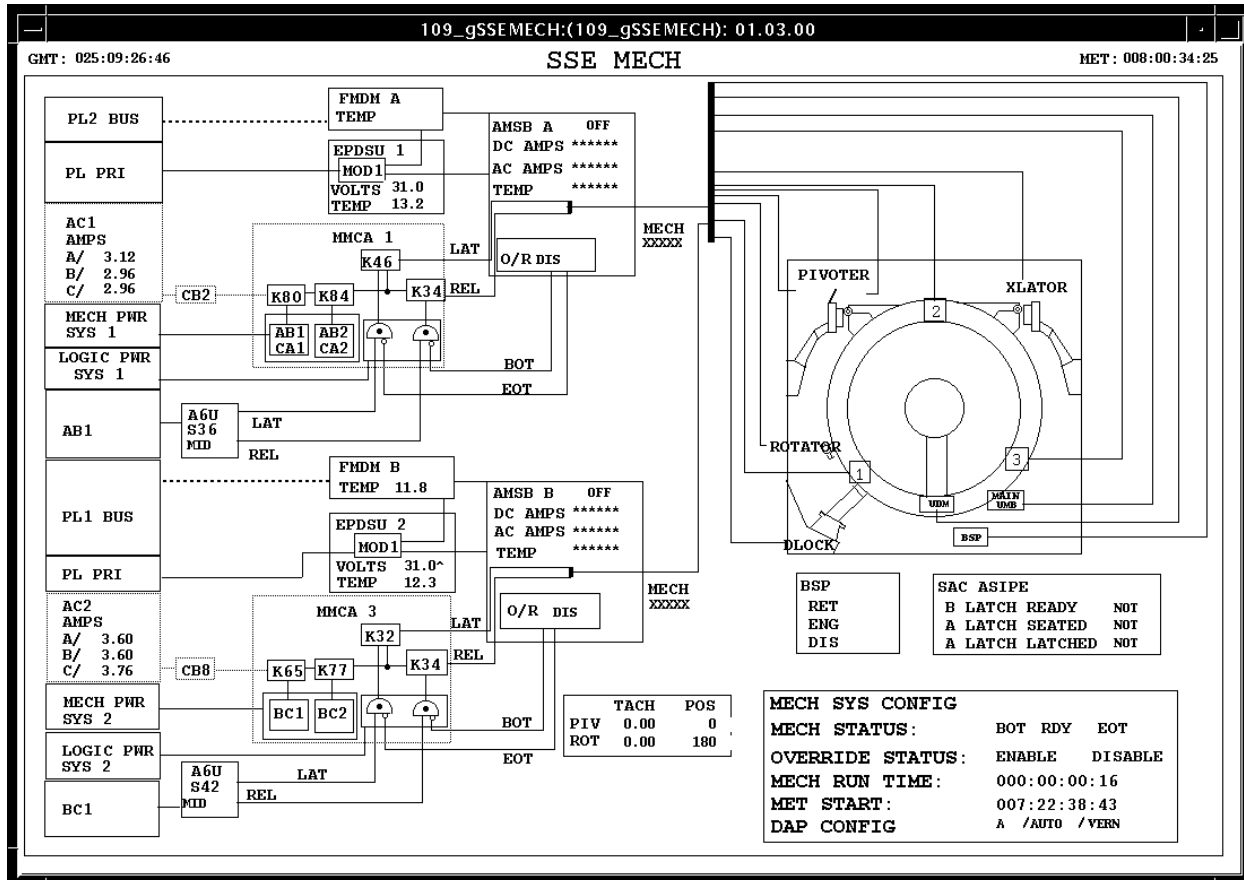 109_gSSEMECH:(109_gSSEMECH): 01.03.00
GMT: 025:09:26:46
SSE MECH
MET: 008:00:34:25
PL2 BUS
PL PRI
AC1
AMPS
A/ 3.12
B/ 2.96
C/ 2.96
MECH PWR
SYS 1
LOGIC PWR
SYS 1
AB1
CB2
FMDM A
TEMP
EPDSU 1
MOD1
VOLTS 31.0
TEMP 13.2
MMCA 1
K46
K80
K84
K34
AB1
CA1
AB2
CA2
LAT
REL
AMSB A OFF
DC AMPS ******
AC AMPS ******
TEMP ******
O/R DIS
MECH
XXXXX
BOT
EOT
A6U
S36
MID
LAT
REL
PL1 BUS
PL PRI
AC2
AMPS
A/ 3.60
B/ 3.60
C/ 3.76
MECH PWR
SYS 2
LOGIC PWR
SYS 2
BC1
CB8
FMDM B
TEMP 11.8
EPDSU 2
MOD1
VOLTS 31.0^
TEMP 12.3
MMCA 3
K32
K65
K77
K34
BC1
BC2
LAT
REL
AMSB B OFF
DC AMPS ******
AC AMPS ******
TEMP ******
O/R DIS
MECH
XXXXX
BOT
EOT
A6U
S42
MID
LAT
REL
PIVOTER
XLATOR
2
ROTATOR
1
3
UDM
MAIN
UMB
BSP
DLOCK
BSP
RET
ENG
DIS
SAC ASIPE
B LATCH READY NOT
A LATCH SEATED NOT
A LATCH LATCHED NOT
TACH POS
PIV 0.00 0
ROT 0.00 180
MECH SYS CONFIG
MECH STATUS: BOT RDY EOT
OVERRIDE STATUS: ENABLE DISABLE
MECH RUN TIME: 000:00:00:16
MET START: 007:22:38:43
DAP CONFIG A /AUTO /VERN